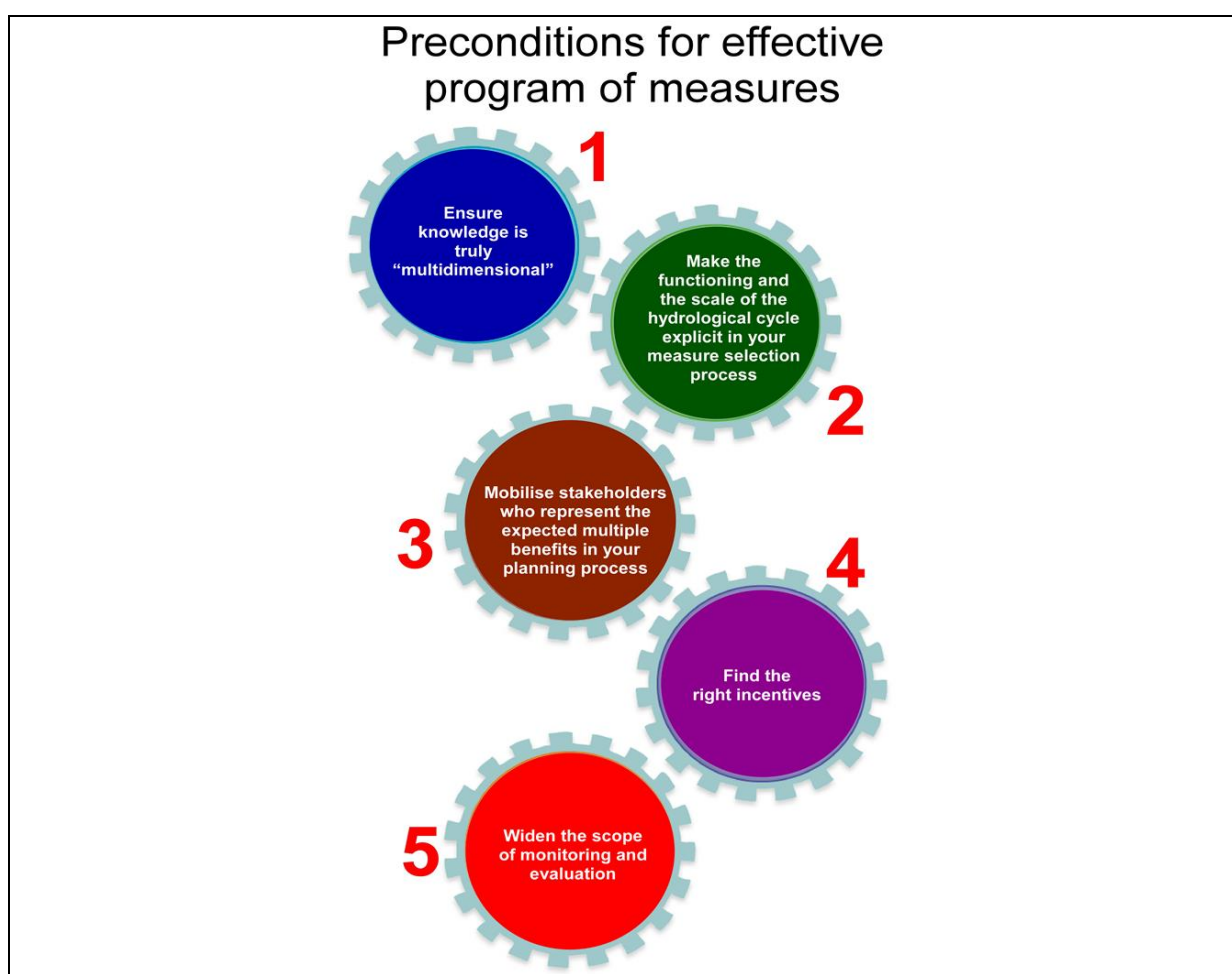 Preconditions for effective
program of measures
1
Ensure
knowledge is
truly
“multidimensional”
Make the
functioning and
the scale of the
hydrological cycle
explicit in your
measure selection
process
2
3
Mobilise stakeholders
who represent the
expected multiple
benefits in your
planning process
4
Find the
right incentives
5
Widen the scope
of monitoring and
evaluation